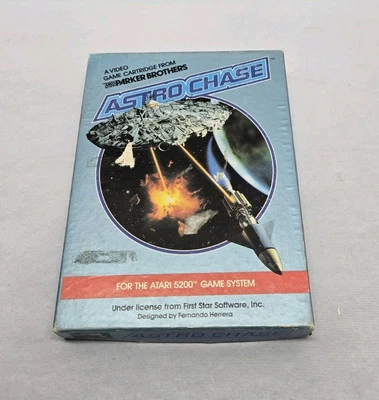 A VIDEO
GAME CARTRIDGE FROM
PARKER BROTHERS
ASTRO CHASE™
FOR THE ATARI 5200™ GAME SYSTEM
Under license from First Star Software, Inc.
Designed by Fernando Herrera
ASTRO CHASE